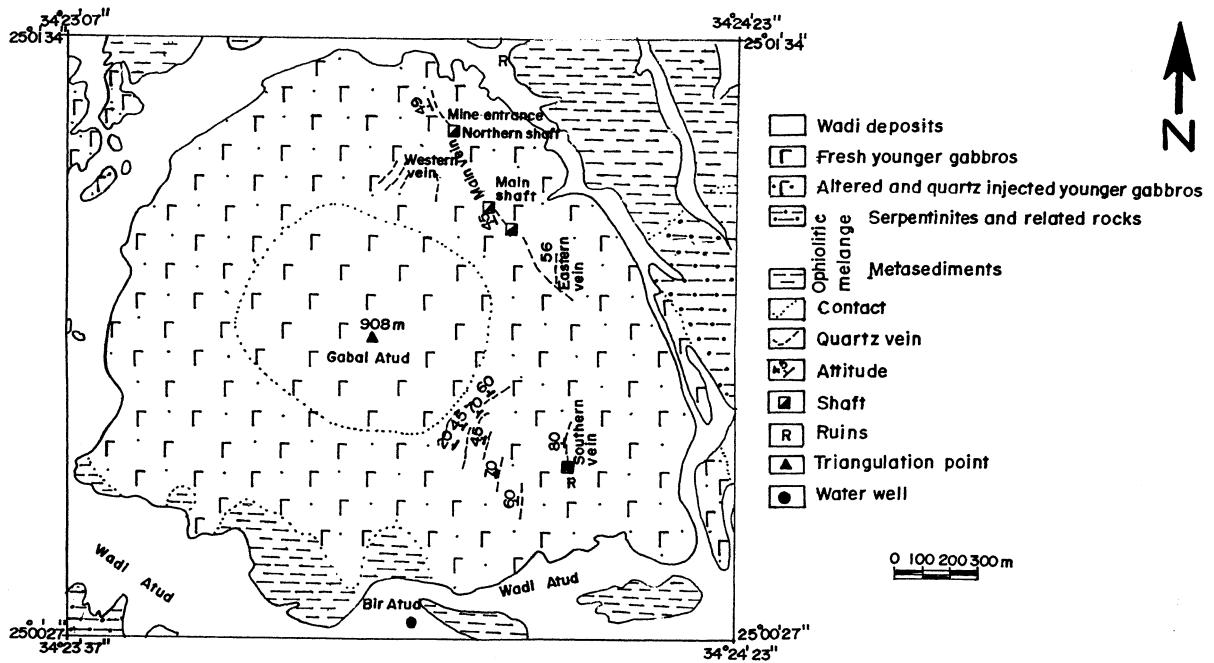 34°23'07''
34°24'23''
25°01'34
25°01'34''
R
49
Mine entrance
Northern shaft
Main vein
Western vein
Main shaft
45
56
Eastern vein
908m
Gabal Atud
60
70
45
20
45
80
Southern vein
70
R
60
Wadi Atud
Wadi Atud
Bir Atud
25°00'27''
34°23'37''
25°00'27''
34°24'23''
N
Wadi deposits
Fresh younger gabbros
Altered and quartz injected younger gabbros
Serpentinites and related rocks
Ophiolitic melange
Metasediments
Contact
Quartz vein
45
Attitude
Shaft
R
Ruins
Triangulation point
Water well
0 100 200 300 m